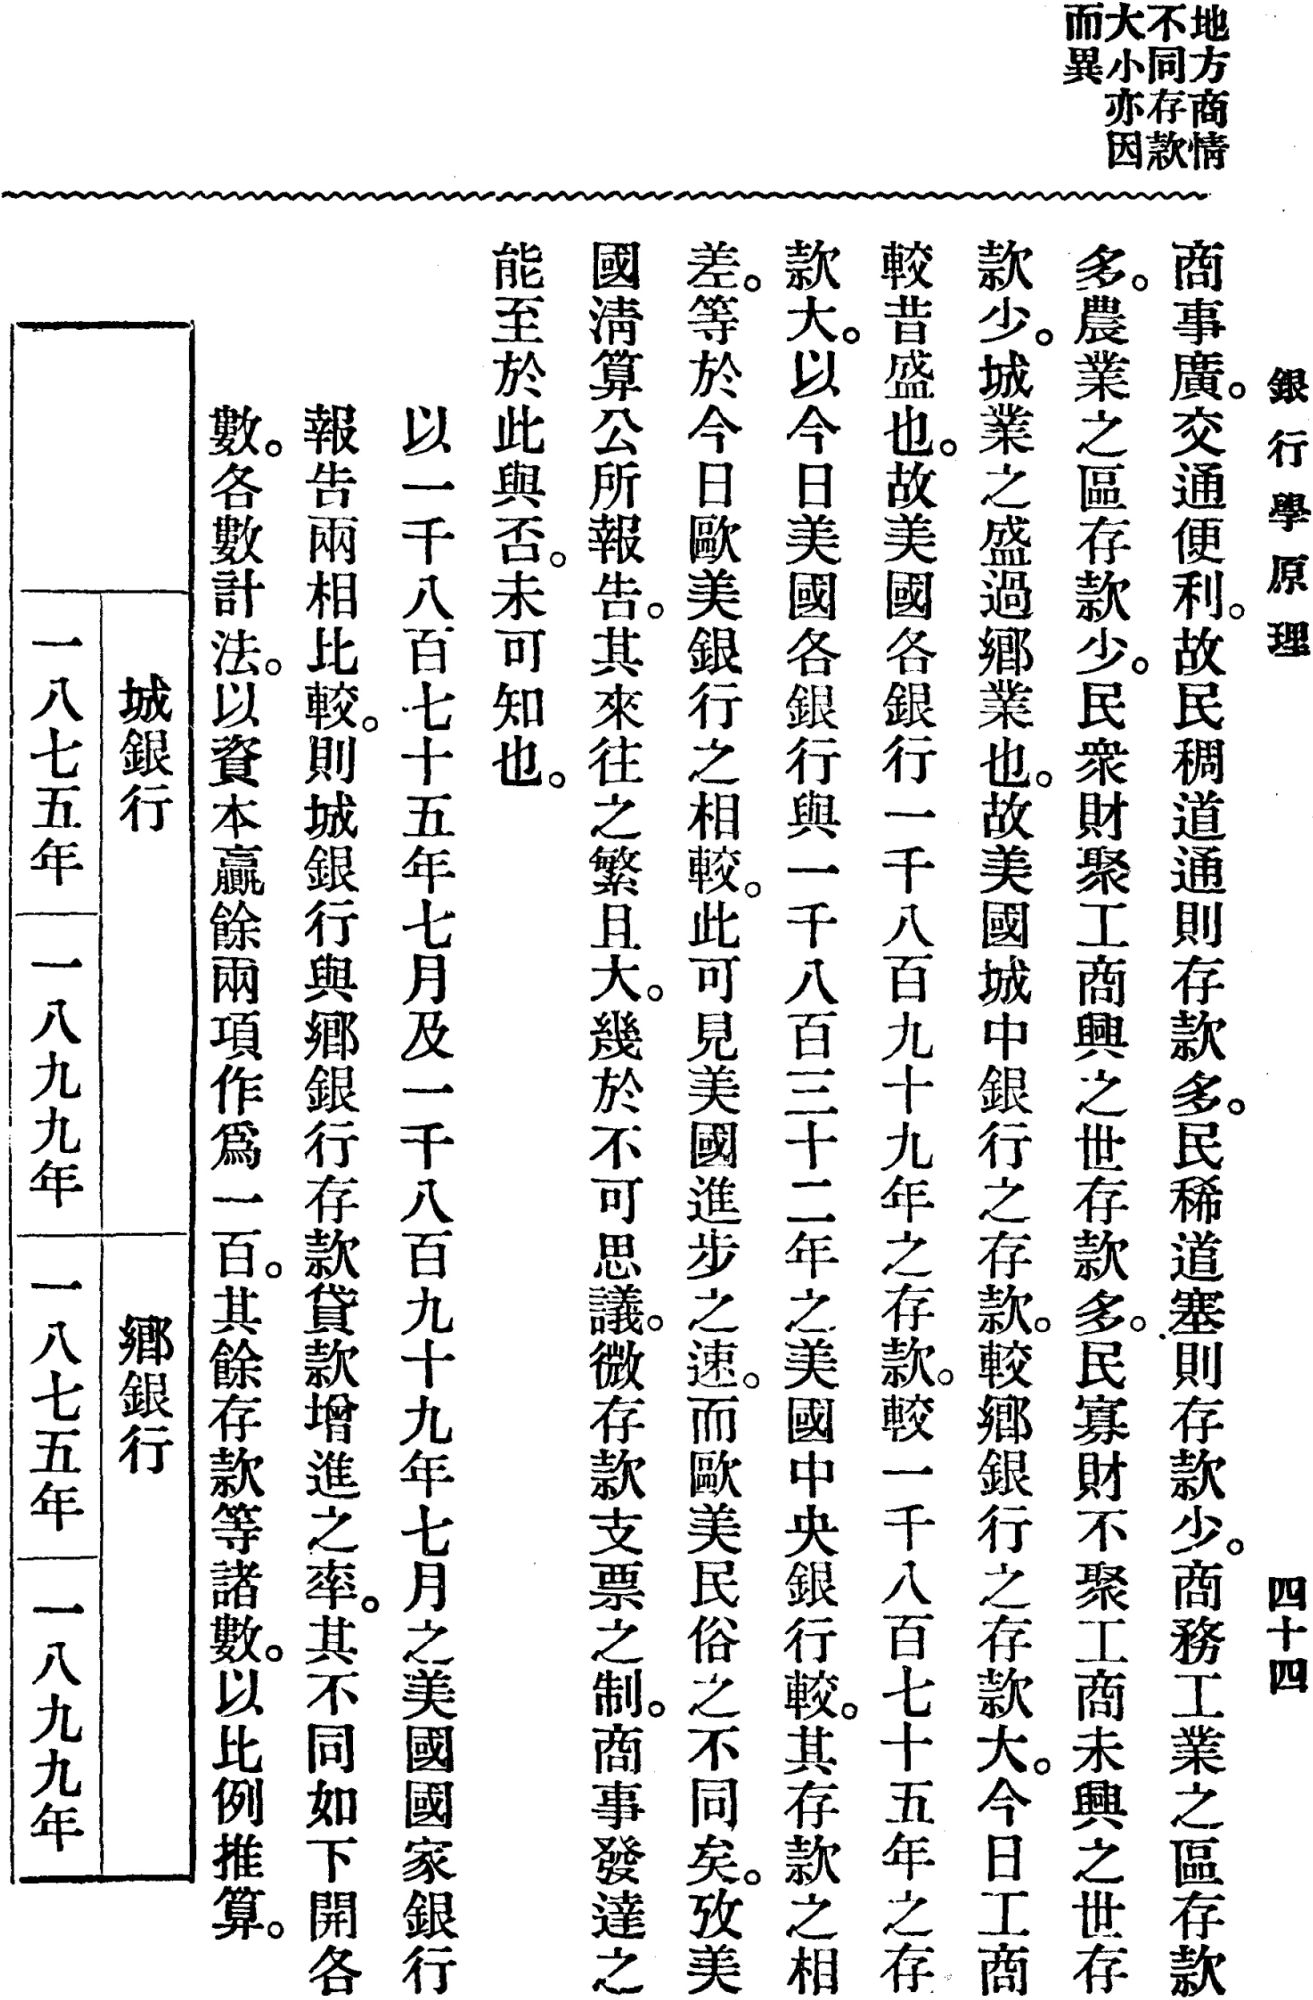 銀行學原理
四十四
地方商情
不同存款
大小亦因
而異
商事廣。交通便利。故民稠道通則存款多。民稀道塞則存款少。商務工業之區存款
多。農業之區存款少。民衆財聚工商興之世存款多。民寡財不聚工商未興之世存
款少。城業之盛過鄉業也。故美國城中銀行之存款。較鄉銀行之存款大。今日工商
較昔盛也。故美國各銀行一千八百九十九年之存款。較一千八百七十五年之存
款大。以今日美國各銀行與一千八百三十二年之美國中央銀行較。其存款之相
差。等於今日歐美銀行之相較。此可見美國進步之速。而歐美民俗之不同矣。攷美
國淸算公所報告。其來往之繁且大。幾於不可思議。微存款支票之制。商事發達之
能至於此與否。未可知也。
以一千八百七十五年七月及一千八百九十九年七月之美國國家銀行
報告兩相比較。則城銀行與鄉銀行存款貸款增進之率。其不同如下開各
數。各數計法。以資本贏餘兩項作爲一百。其餘存款等諸數。以比例推算。
城銀行
鄉銀行
一八七五年
一八九九年
一八七五年
一八九九年